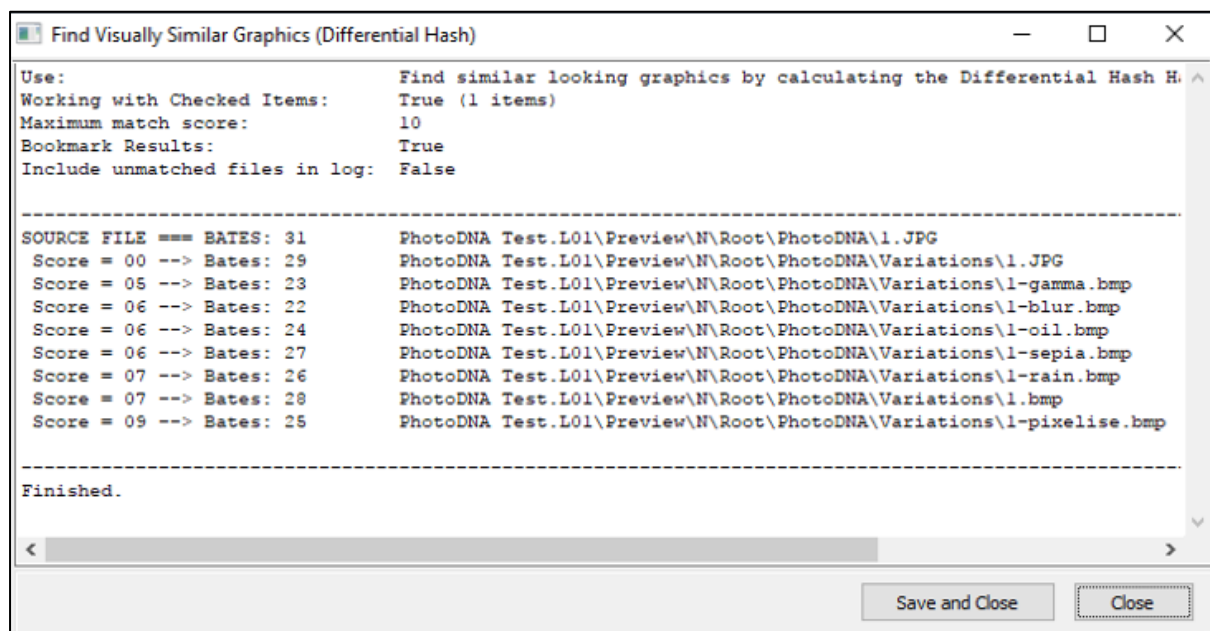 Find Visually Similar Graphics (Differential Hash)
Use: Find similar looking graphics by calculating the Differential Hash
Working with Checked Items: True (1 items)
Maximum match score: 10
Bookmark Results: True
Include unmatched files in log: False
--------------------------------------------------------------------------------
SOURCE FILE === BATES: 31 PhotoDNA Test.L01\Preview\N\Root\PhotoDNA\1.JPG
Score = 00 --> Bates: 29 PhotoDNA Test.L01\Preview\N\Root\PhotoDNA\Variations\1.JPG
Score = 05 --> Bates: 23 PhotoDNA Test.L01\Preview\N\Root\PhotoDNA\Variations\1-gamma.bmp
Score = 06 --> Bates: 22 PhotoDNA Test.L01\Preview\N\Root\PhotoDNA\Variations\1-blur.bmp
Score = 06 --> Bates: 24 PhotoDNA Test.L01\Preview\N\Root\PhotoDNA\Variations\1-oil.bmp
Score = 06 --> Bates: 27 PhotoDNA Test.L01\Preview\N\Root\PhotoDNA\Variations\1-sepia.bmp
Score = 07 --> Bates: 26 PhotoDNA Test.L01\Preview\N\Root\PhotoDNA\Variations\1-rain.bmp
Score = 07 --> Bates: 28 PhotoDNA Test.L01\Preview\N\Root\PhotoDNA\Variations\1.bmp
Score = 09 --> Bates: 25 PhotoDNA Test.L01\Preview\N\Root\PhotoDNA\Variations\1-pixelise.bmp
--------------------------------------------------------------------------------
Finished.
Save and Close Close